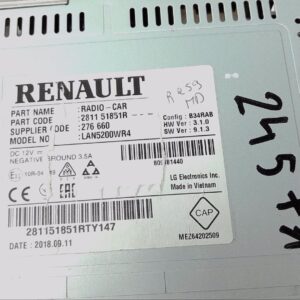 RENAULT
PART NAME : RADIO-CAR
PART CODE : 2811 51851R - - -
SUPPLIER CODE : 276 660
MODEL NO : LAN5200WR4
Config : B34RAB
HW Ver : 3.1.0
SW Ver : 9.1.3
DC 12V
NEGATIVE GROUND 3.5A
LG Electronics Inc.
Made in Vietnam
CAP
281151851RTY147
DATE : 2018.09.11
MEZ64202509
245